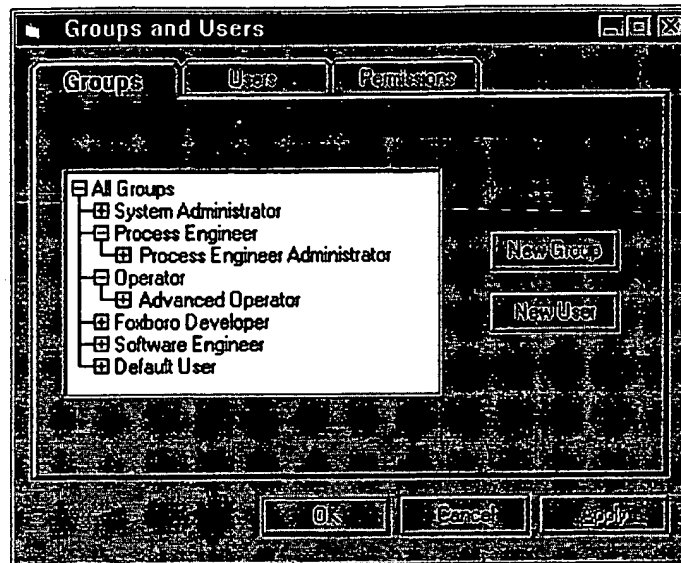 Groups and Users
Groups Users Permissions
All Groups
System Administrator
Process Engineer
Process Engineer Administrator
Operator
Advanced Operator
Foxboro Developer
Software Engineer
Default User
New Group
New User
OK Cancel Apply